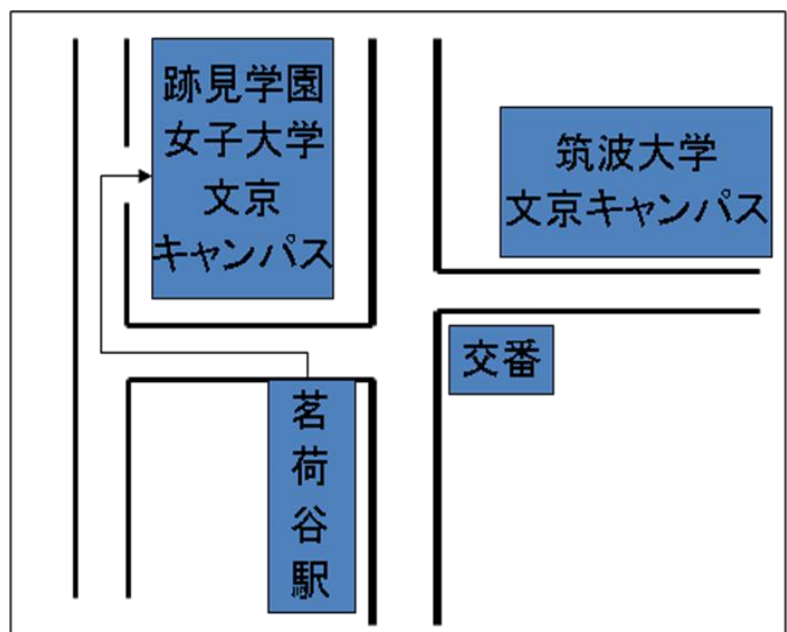 跡見学園
女子大学
文京
キャンパス
筑波大学
文京キャンパス
交番
茗荷谷駅